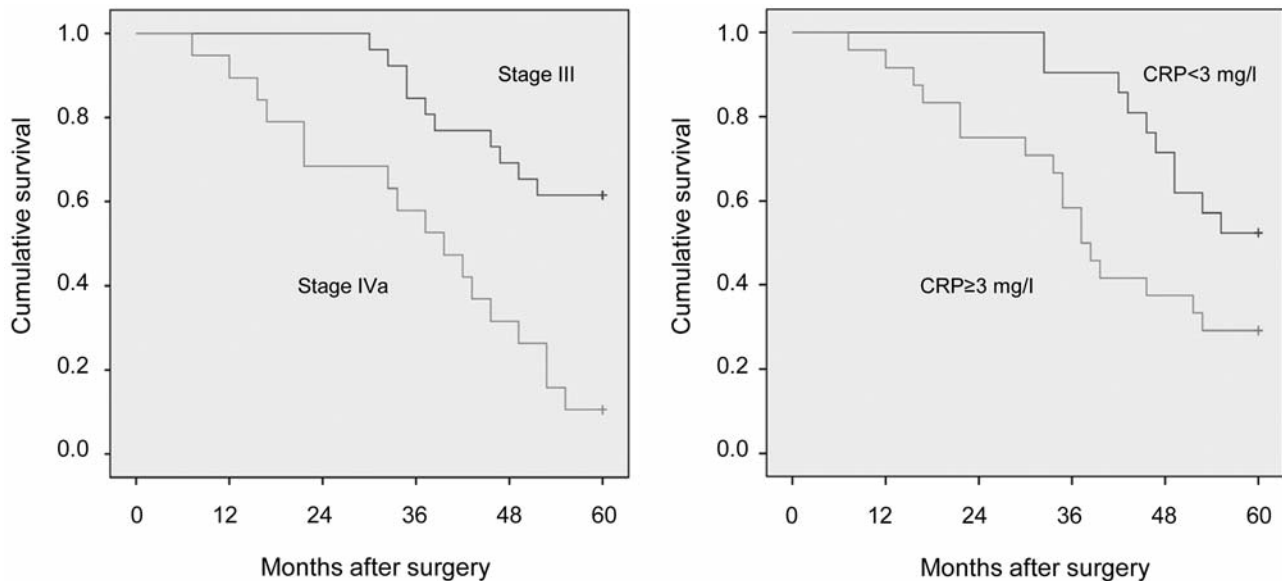 Cumulative survival
1.0
0.8
0.6
0.4
0.2
0.0
Stage III
Stage IVa
0 12 24 36 48 60
Months after surgery
Cumulative survival
1.0
0.8
0.6
0.4
0.2
0.0
CRP<3 mg/l
CRP≥3 mg/l
0 12 24 36 48 60
Months after surgery